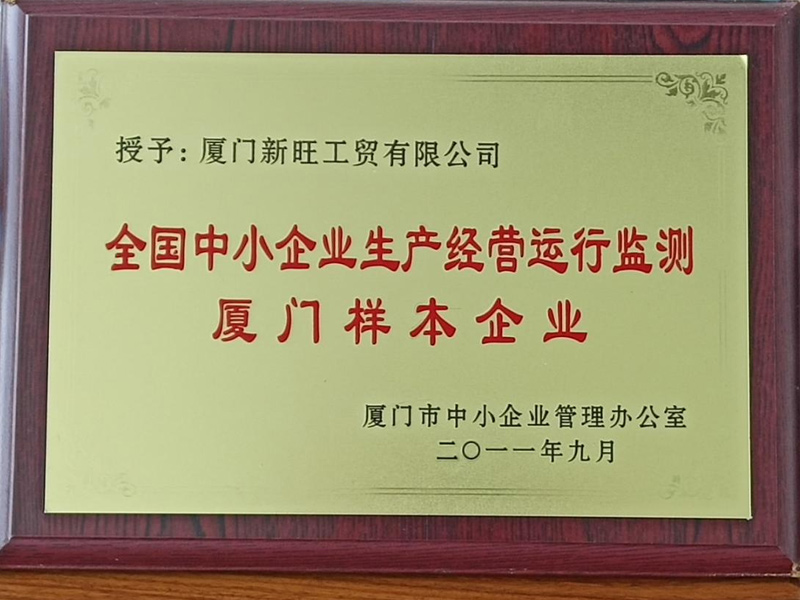 授予：厦门新旺工贸有限公司
全国中小企业生产经营运行监测
厦门样本企业
厦门市中小企业管理办公室
二〇一一年九月